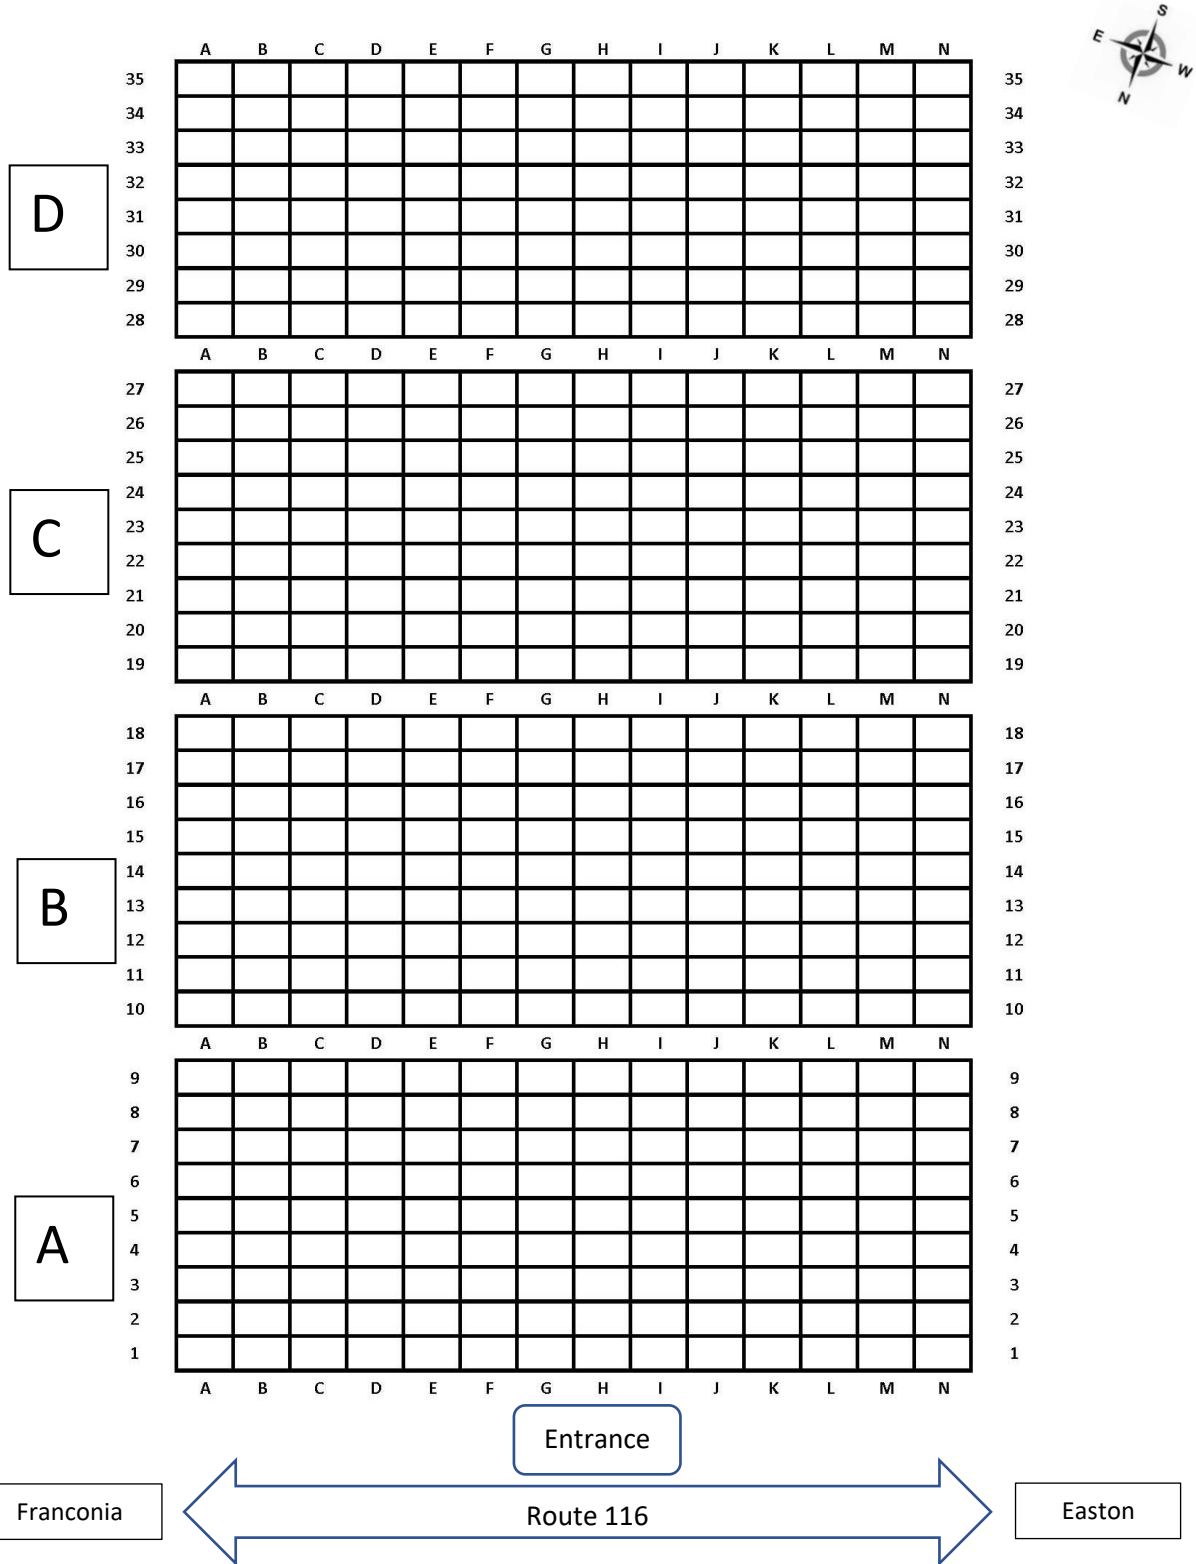 S
E
W
N
A B C D E F G H I J K L M N
35 35
34 34
33 33
32 32
D
31 31
30 30
29 29
28 28
A B C D E F G H I J K L M N
27 27
26 26
25 25
24 24
C
23 23
22 22
21 21
20 20
19 19
A B C D E F G H I J K L M N
18 18
17 17
16 16
15 15
14 14
B
13 13
12 12
11 11
10 10
A B C D E F G H I J K L M N
9 9
8 8
7 7
6 6
5 5
A
4 4
3 3
2 2
1 1
A B C D E F G H I J K L M N
Entrance
Franconia
Route 116
Easton